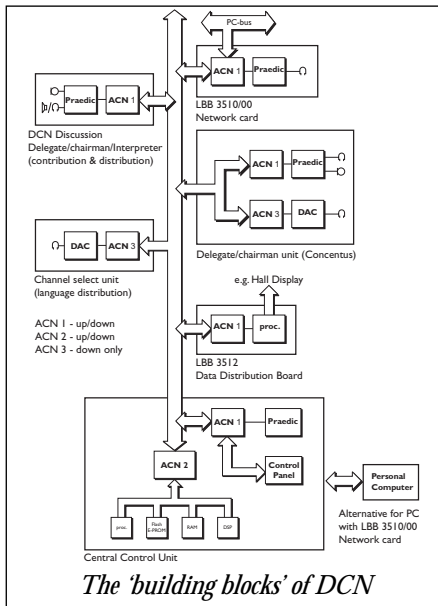 PC-bus
ACN 1
Praedic
LBB 3510/00
Network card
Praedic
ACN 1
DCN Discussion
Delegate/chairman/Interpreter
(contribution & distribution)
ACN 1
Praedic
ACN 3
DAC
Delegate/chairman unit (Concentus)
DAC
ACN 3
Channel select unit
(language distribution)
e.g. Hall Display
ACN 1 - up/down
ACN 2 - up/down
ACN 3 - down only
ACN 1
proc.
LBB 3512
Data Distribution Board
ACN 1
Praedic
ACN 2
Control
Panel
Personal
Computer
proc.
Flash
E-PROM
RAM
DSP
Alternative for PC
with LBB 3510/00
Network card
Central Control Unit
The 'building blocks' of DCN